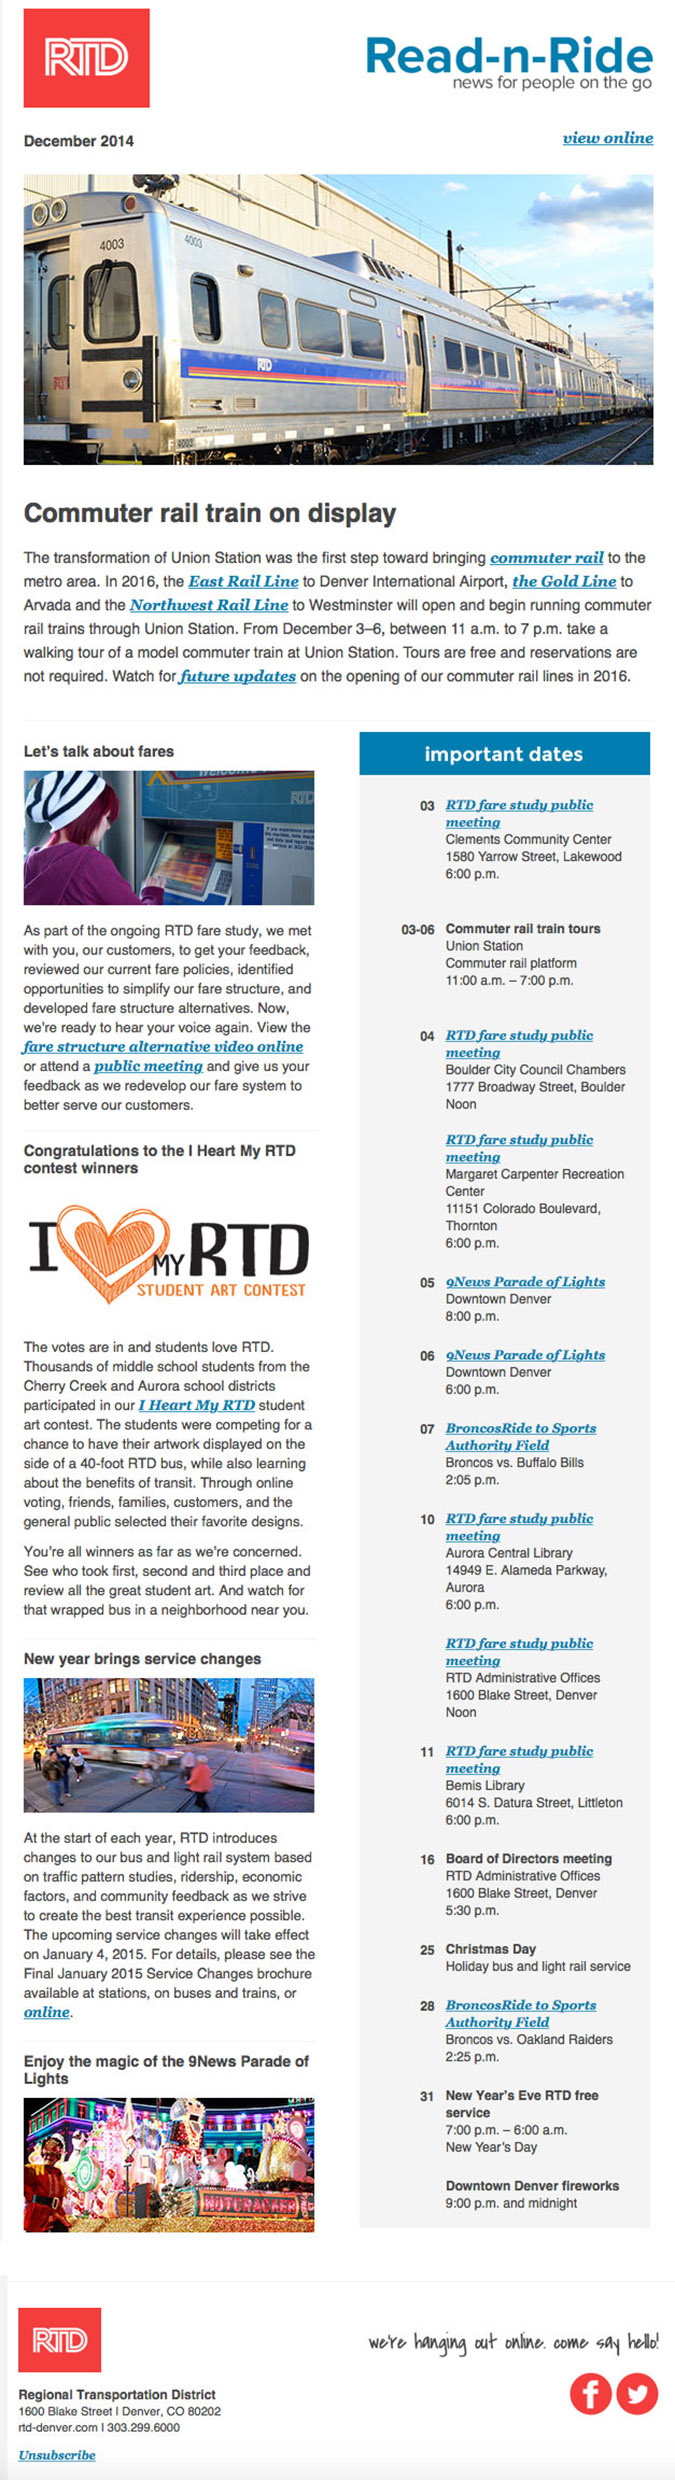 RTD
Read-n-Ride
news for people on the go
December 2014
view online
4003
4003
RTD
4003
Commuter rail train on display
The transformation of Union Station was the first step toward bringing commuter rail to the
metro area. In 2016, the East Rail Line to Denver International Airport, the Gold Line to
Arvada and the Northwest Rail Line to Westminster will open and begin running commuter
rail trains through Union Station. From December 3–6, between 11 a.m. to 7 p.m. take a
walking tour of a model commuter train at Union Station. Tours are free and reservations are
not required. Watch for future updates on the opening of our commuter rail lines in 2016.
Let's talk about fares
RTD
As part of the ongoing RTD fare study, we met
with you, our customers, to get your feedback,
reviewed our current fare policies, identified
opportunities to simplify our fare structure, and
developed fare structure alternatives. Now,
we're ready to hear your voice again. View the
fare structure alternative video online
or attend a public meeting and give us your
feedback as we redevelop our fare system to
better serve our customers.
Congratulations to the I Heart My RTD
contest winners
I MY RTD
STUDENT ART CONTEST
The votes are in and students love RTD.
Thousands of middle school students from the
Cherry Creek and Aurora school districts
participated in our I Heart My RTD student
art contest. The students were competing for a
chance to have their artwork displayed on the
side of a 40-foot RTD bus, while also learning
about the benefits of transit. Through online
voting, friends, families, customers, and the
general public selected their favorite designs.
You're all winners as far as we're concerned.
See who took first, second and third place and
review all the great student art. And watch for
that wrapped bus in a neighborhood near you.
New year brings service changes
At the start of each year, RTD introduces
changes to our bus and light rail system based
on traffic pattern studies, ridership, economic
factors, and community feedback as we strive
to create the best transit experience possible.
The upcoming service changes will take effect
on January 4, 2015. For details, please see the
Final January 2015 Service Changes brochure
available at stations, on buses and trains, or
online.
Enjoy the magic of the 9News Parade of
Lights
NUTCRACKER
important dates
03 RTD fare study public
meeting
Clements Community Center
1580 Yarrow Street, Lakewood
6:00 p.m.
03-06 Commuter rail train tours
Union Station
Commuter rail platform
11:00 a.m. – 7:00 p.m.
04 RTD fare study public
meeting
Boulder City Council Chambers
1777 Broadway Street, Boulder
Noon
RTD fare study public
meeting
Margaret Carpenter Recreation
Center
11151 Colorado Boulevard,
Thornton
6:00 p.m.
05 9News Parade of Lights
Downtown Denver
8:00 p.m.
06 9News Parade of Lights
Downtown Denver
6:00 p.m.
07 BroncosRide to Sports
Authority Field
Broncos vs. Buffalo Bills
2:05 p.m.
10 RTD fare study public
meeting
Aurora Central Library
14949 E. Alameda Parkway,
Aurora
6:00 p.m.
RTD fare study public
meeting
RTD Administrative Offices
1600 Blake Street, Denver
Noon
11 RTD fare study public
meeting
Bemis Library
6014 S. Datura Street, Littleton
6:00 p.m.
16 Board of Directors meeting
RTD Administrative Offices
1600 Blake Street, Denver
5:30 p.m.
25 Christmas Day
Holiday bus and light rail service
28 BroncosRide to Sports
Authority Field
Broncos vs. Oakland Raiders
2:25 p.m.
31 New Year's Eve RTD free
service
7:00 p.m. – 6:00 a.m.
New Year's Day
Downtown Denver fireworks
9:00 p.m. and midnight
RTD
we're hanging out online. come say hello!
Regional Transportation District
1600 Blake Street | Denver, CO 80202
rtd-denver.com | 303.299.6000
Unsubscribe